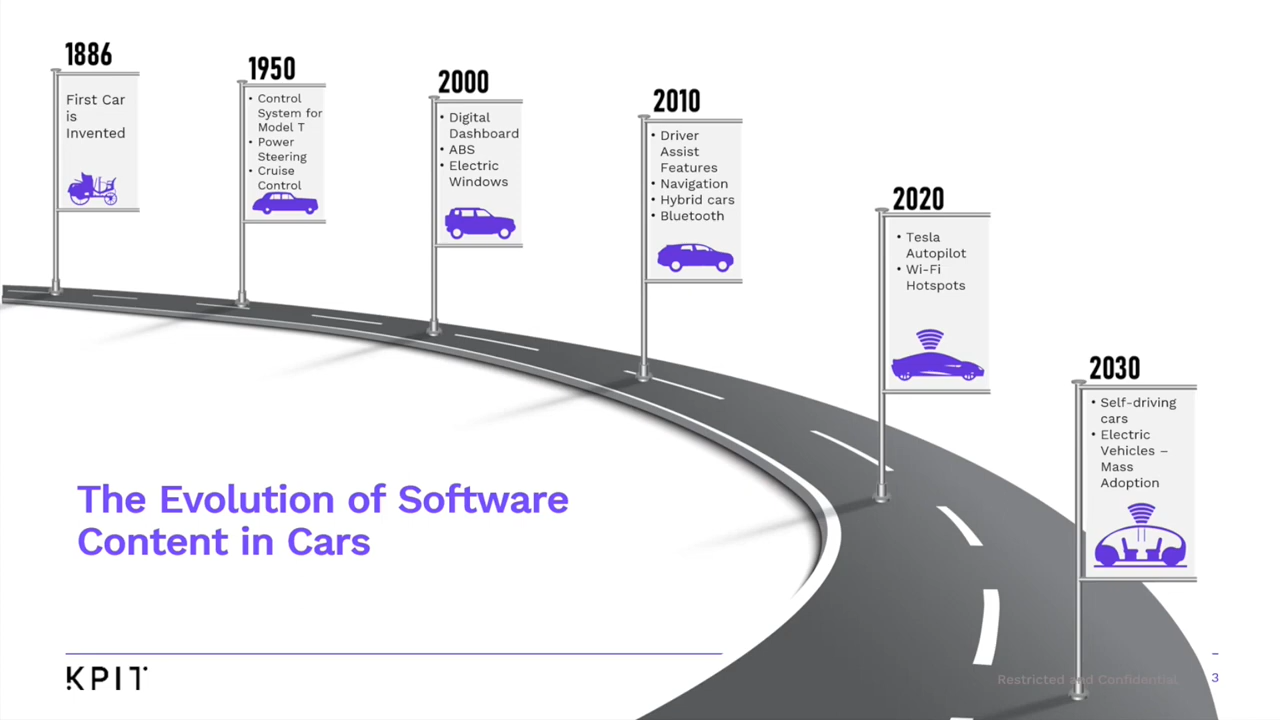 1886
First Car
is
Invented
1950
• Control
System for
Model T
• Power
Steering
• Cruise
Control
2000
• Digital
Dashboard
• ABS
• Electric
Windows
2010
• Driver
Assist
Features
• Navigation
• Hybrid cars
• Bluetooth
2020
• Tesla
Autopilot
• Wi-Fi
Hotspots
2030
• Self-driving
cars
• Electric
Vehicles –
Mass
Adoption
The Evolution of Software
Content in Cars
KPIT
Restricted and Confidential
3